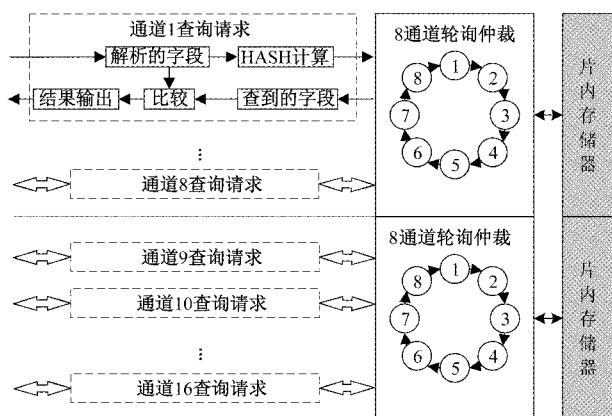 通道1查询请求
解析的字段
HASH计算
结果输出
比较
查到的字段
⋮
通道8查询请求
8通道轮询仲裁
1
2
3
4
5
6
7
8
片内存储器
通道9查询请求
通道10查询请求
⋮
通道16查询请求
8通道轮询仲裁
1
2
3
4
5
6
7
8
片内存储器